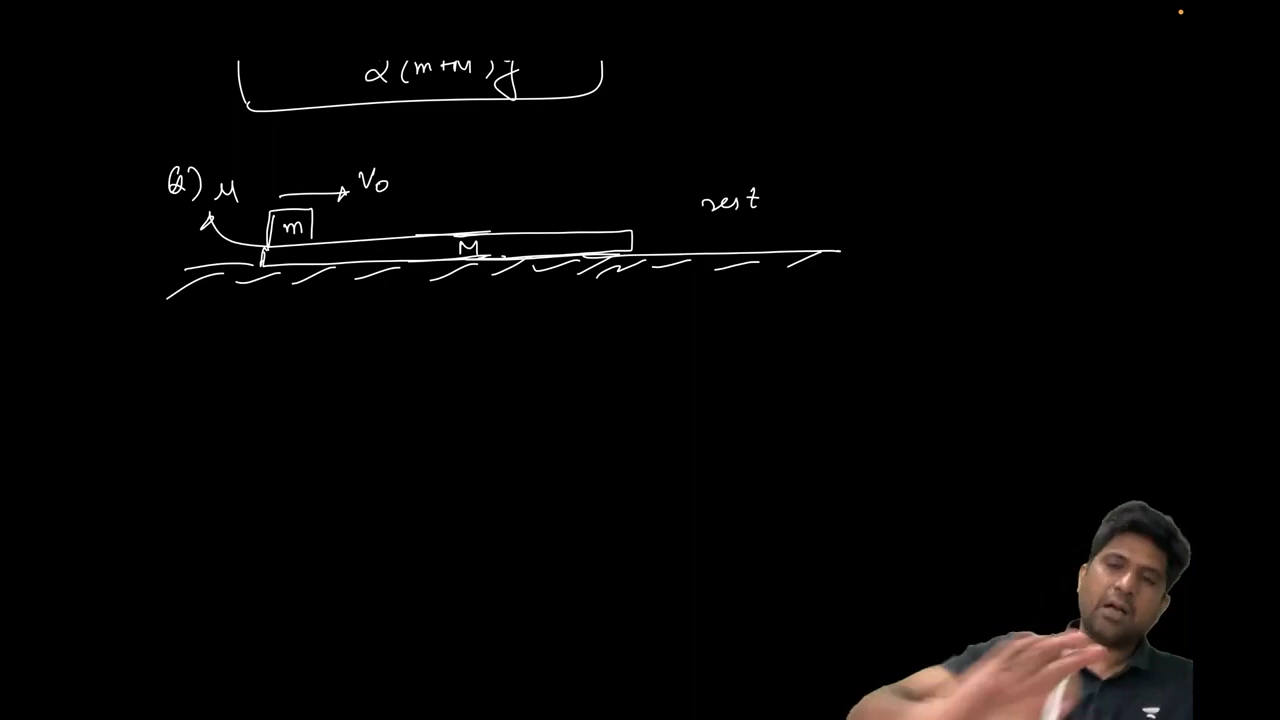 α (m+M) g
Q) μ
V₀
rest
m
M